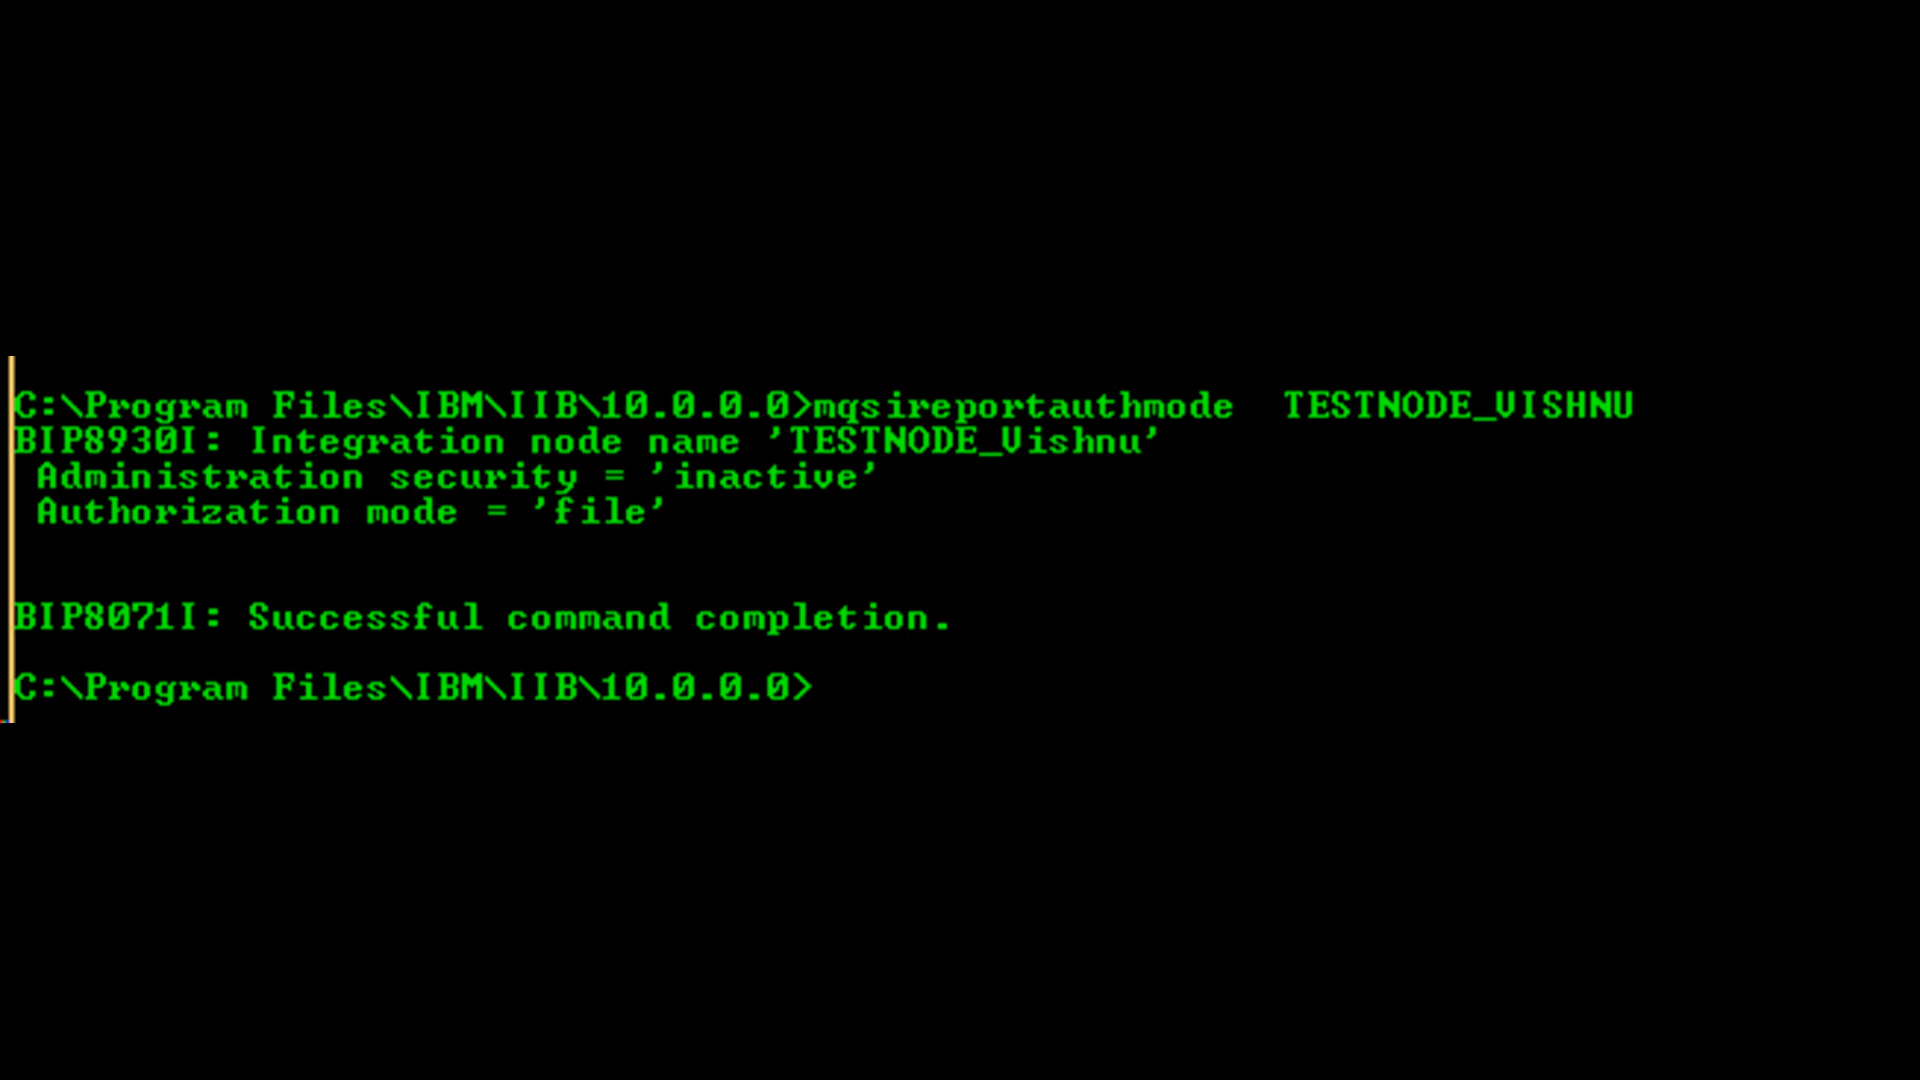 C:\Program Files\IBM\IIB\10.0.0.0>mqsireportauthmode  TESTNODE_VISHNU
BIP8930I: Integration node name 'TESTNODE_Vishnu'
 Administration security = 'inactive'
 Authorization mode = 'file'
BIP8071I: Successful command completion.
C:\Program Files\IBM\IIB\10.0.0.0>